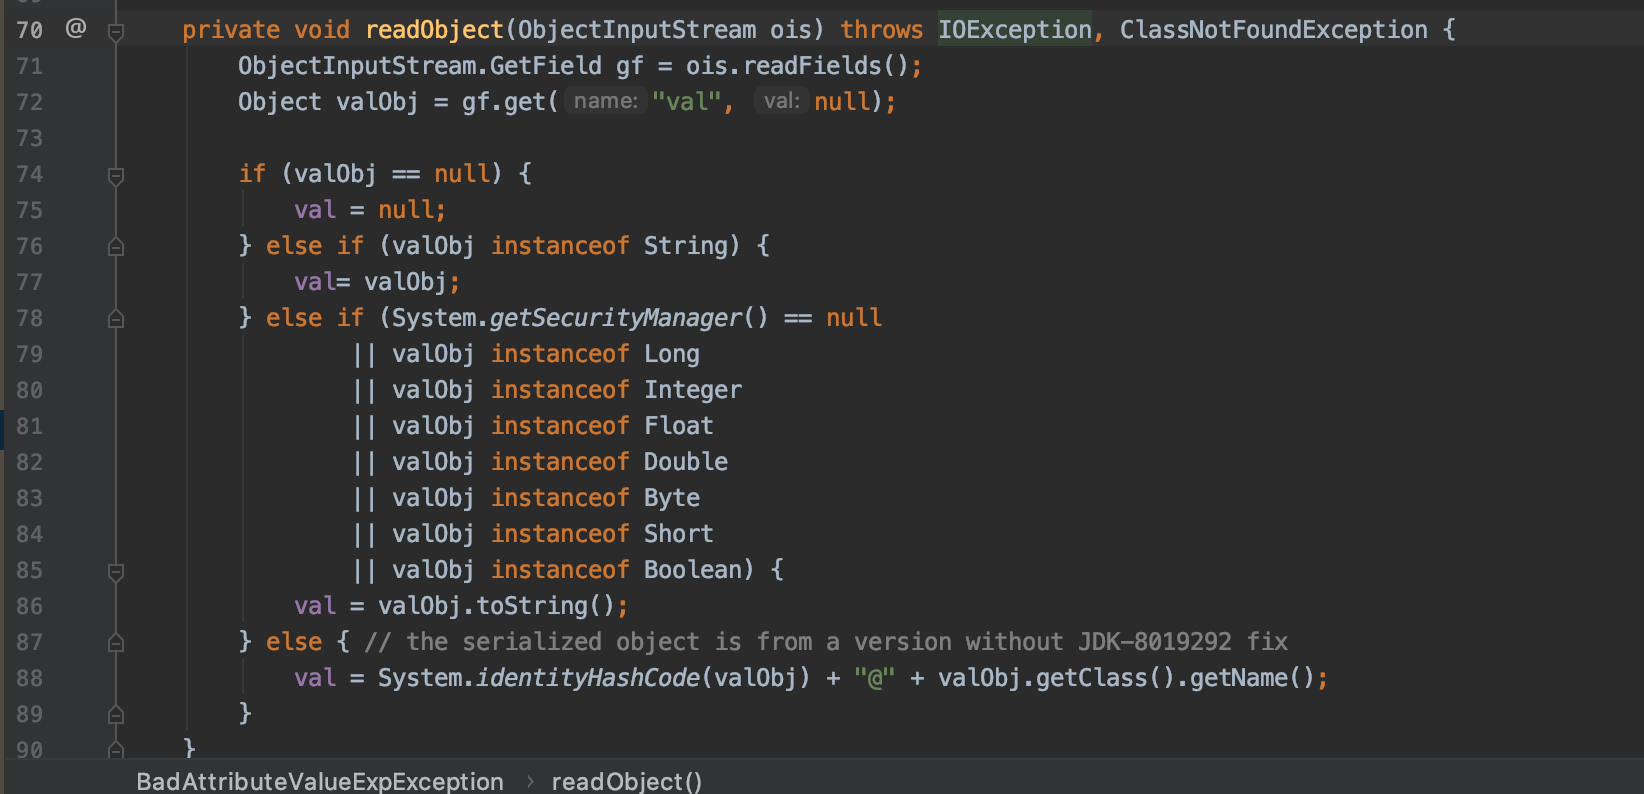 70 @ private void readObject(ObjectInputStream ois) throws IOException, ClassNotFoundException {
71 ObjectInputStream.GetField gf = ois.readFields();
72 Object valObj = gf.get( name: "val", val: null);
73
74 if (valObj == null) {
75 val = null;
76 } else if (valObj instanceof String) {
77 val= valObj;
78 } else if (System.getSecurityManager() == null
79 || valObj instanceof Long
80 || valObj instanceof Integer
81 || valObj instanceof Float
82 || valObj instanceof Double
83 || valObj instanceof Byte
84 || valObj instanceof Short
85 || valObj instanceof Boolean) {
86 val = valObj.toString();
87 } else { // the serialized object is from a version without JDK-8019292 fix
88 val = System.identityHashCode(valObj) + "@" + valObj.getClass().getName();
89 }
90 }
BadAttributeValueExpException › readObject()